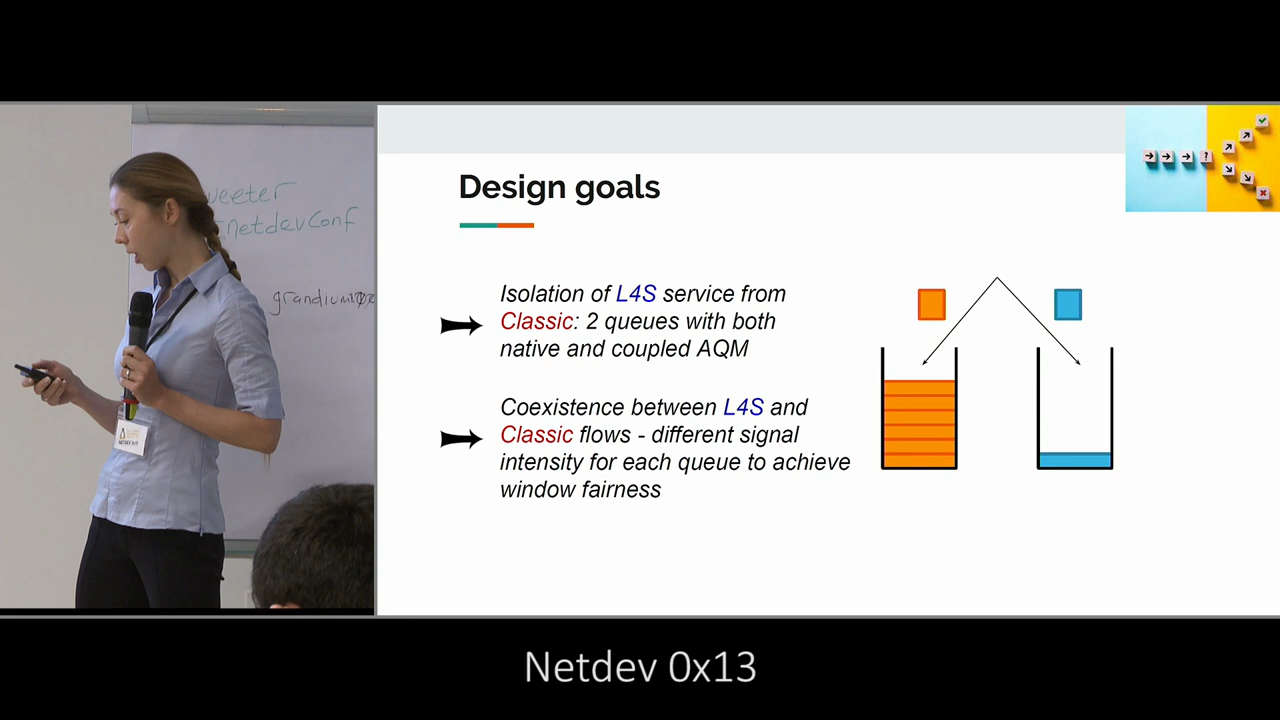 weeter
netdevConf
Design goals
Isolation of L4S service from
Classic: 2 queues with both
native and coupled AQM
Coexistence between L4S and
Classic flows - different signal
intensity for each queue to achieve
window fairness
?
Netdev 0x13